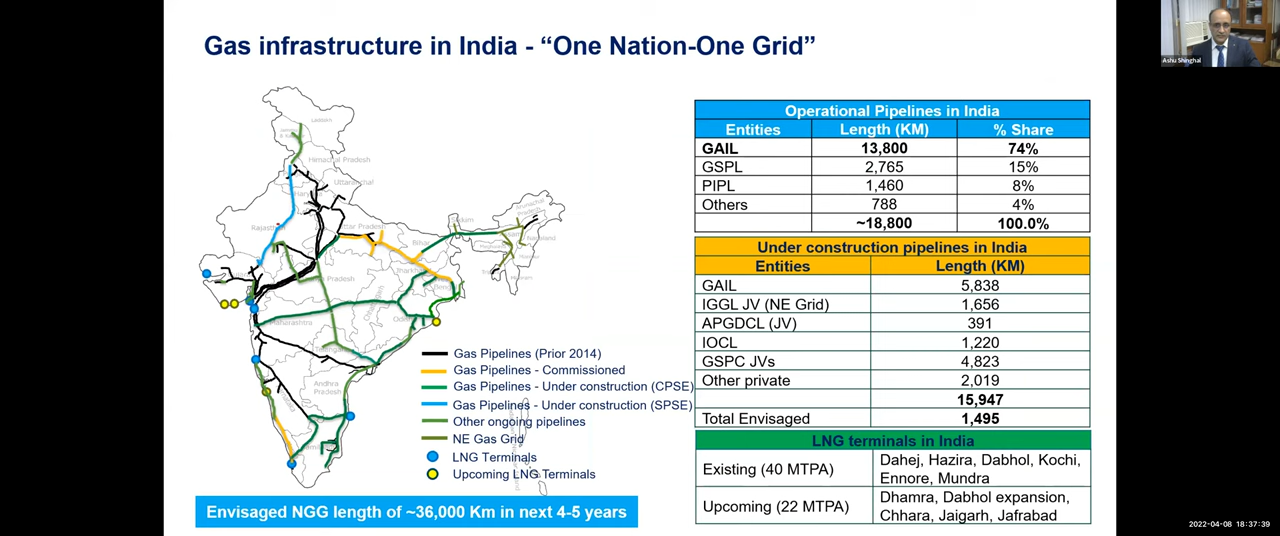 Gas infrastructure in India - “One Nation-One Grid”
Ashu Shinghal
Ladakh
Himachal Pradesh
Rajasthan
Bihar
Maharashtra
Andhra
Pradesh
Gas Pipelines (Prior 2014)
Gas Pipelines - Commissioned
Gas Pipelines - Under construction (CPSE)
Gas Pipelines - Under construction (SPSE)
Other ongoing pipelines
NE Gas Grid
LNG Terminals
Upcoming LNG Terminals
Envisaged NGG length of ~36,000 Km in next 4-5 years
Operational Pipelines in India
Entities Length (KM) % Share
GAIL 13,800 74%
GSPL 2,765 15%
PIPL 1,460 8%
Others 788 4%
~18,800 100.0%
Under construction pipelines in India
Entities Length (KM)
GAIL 5,838
IGGL JV (NE Grid) 1,656
APGDCL (JV) 391
IOCL 1,220
GSPC JVs 4,823
Other private 2,019
15,947
Total Envisaged 1,495
LNG terminals in India
Existing (40 MTPA) Dahej, Hazira, Dabhol, Kochi,
Ennore, Mundra
Upcoming (22 MTPA) Dhamra, Dabhol expansion,
Chhara, Jaigarh, Jafrabad
2022-04-08 18:37:39